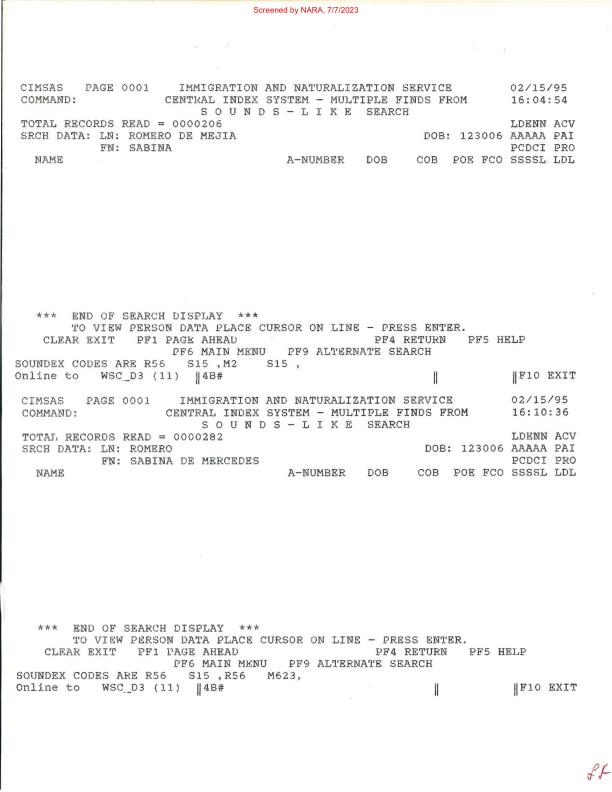 Screened by NARA, 7/7/2023
CIMSAS PAGE 0001 IMMIGRATION AND NATURALIZATION SERVICE 02/15/95
COMMAND: CENTRAL INDEX SYSTEM - MULTIPLE FINDS FROM 16:04:54
S O U N D S - L I K E SEARCH
TOTAL RECORDS READ = 0000206 LDENN ACV
SRCH DATA: LN: ROMERO DE MEJIA DOB: 123006 AAAAA PAI
FN: SABINA PCDCI PRO
NAME A-NUMBER DOB COB POE FCO SSSSL LDL
*** END OF SEARCH DISPLAY ***
TO VIEW PERSON DATA PLACE CURSOR ON LINE - PRESS ENTER.
CLEAR EXIT PF1 PAGE AHEAD PF4 RETURN PF5 HELP
PF6 MAIN MENU PF9 ALTERNATE SEARCH
SOUNDEX CODES ARE R56 S15 ,M2 S15 ,
Online to WSC_D3 (11) ‖4B# ‖ ‖F10 EXIT
CIMSAS PAGE 0001 IMMIGRATION AND NATURALIZATION SERVICE 02/15/95
COMMAND: CENTRAL INDEX SYSTEM - MULTIPLE FINDS FROM 16:10:36
S O U N D S - L I K E SEARCH
TOTAL RECORDS READ = 0000282 LDENN ACV
SRCH DATA: LN: ROMERO DOB: 123006 AAAAA PAI
FN: SABINA DE MERCEDES PCDCI PRO
NAME A-NUMBER DOB COB POE FCO SSSSL LDL
*** END OF SEARCH DISPLAY ***
TO VIEW PERSON DATA PLACE CURSOR ON LINE - PRESS ENTER.
CLEAR EXIT PF1 PAGE AHEAD PF4 RETURN PF5 HELP
PF6 MAIN MENU PF9 ALTERNATE SEARCH
SOUNDEX CODES ARE R56 S15 ,R56 M623,
Online to WSC_D3 (11) ‖4B# ‖ ‖F10 EXIT